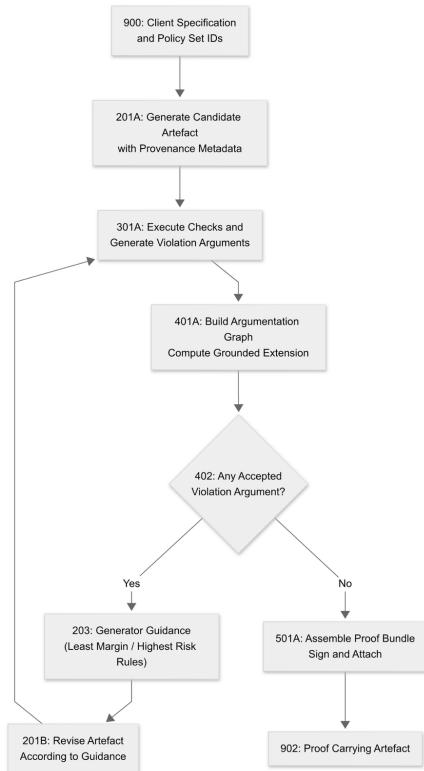 900: Client Specification
and Policy Set IDs
201A: Generate Candidate
Artefact
with Provenance Metadata
301A: Execute Checks and
Generate Violation Arguments
401A: Build Argumentation
Graph
Compute Grounded Extension
402: Any Accepted
Violation Argument?
Yes
No
203: Generator Guidance
(Least Margin / Highest Risk
Rules)
501A: Assemble Proof Bundle
Sign and Attach
201B: Revise Artefact
According to Guidance
902: Proof Carrying Artefact